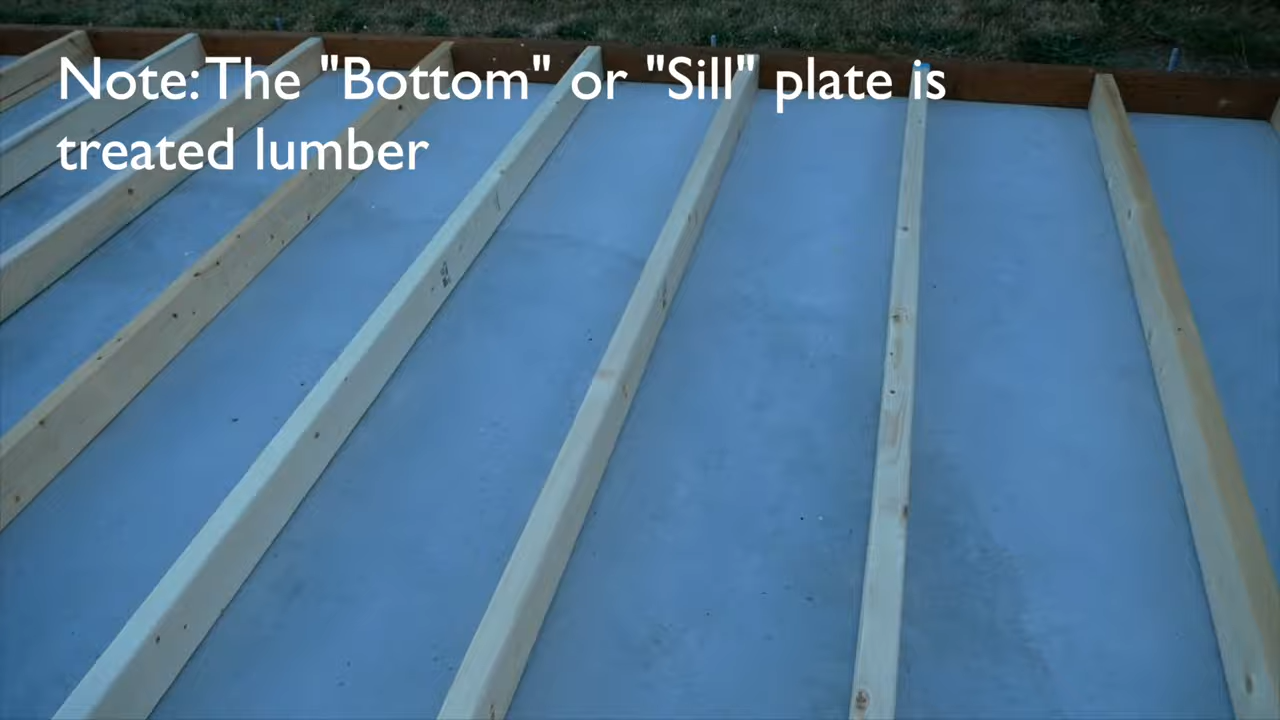 Note: The "Bottom" or "Sill" plate is
treated lumber